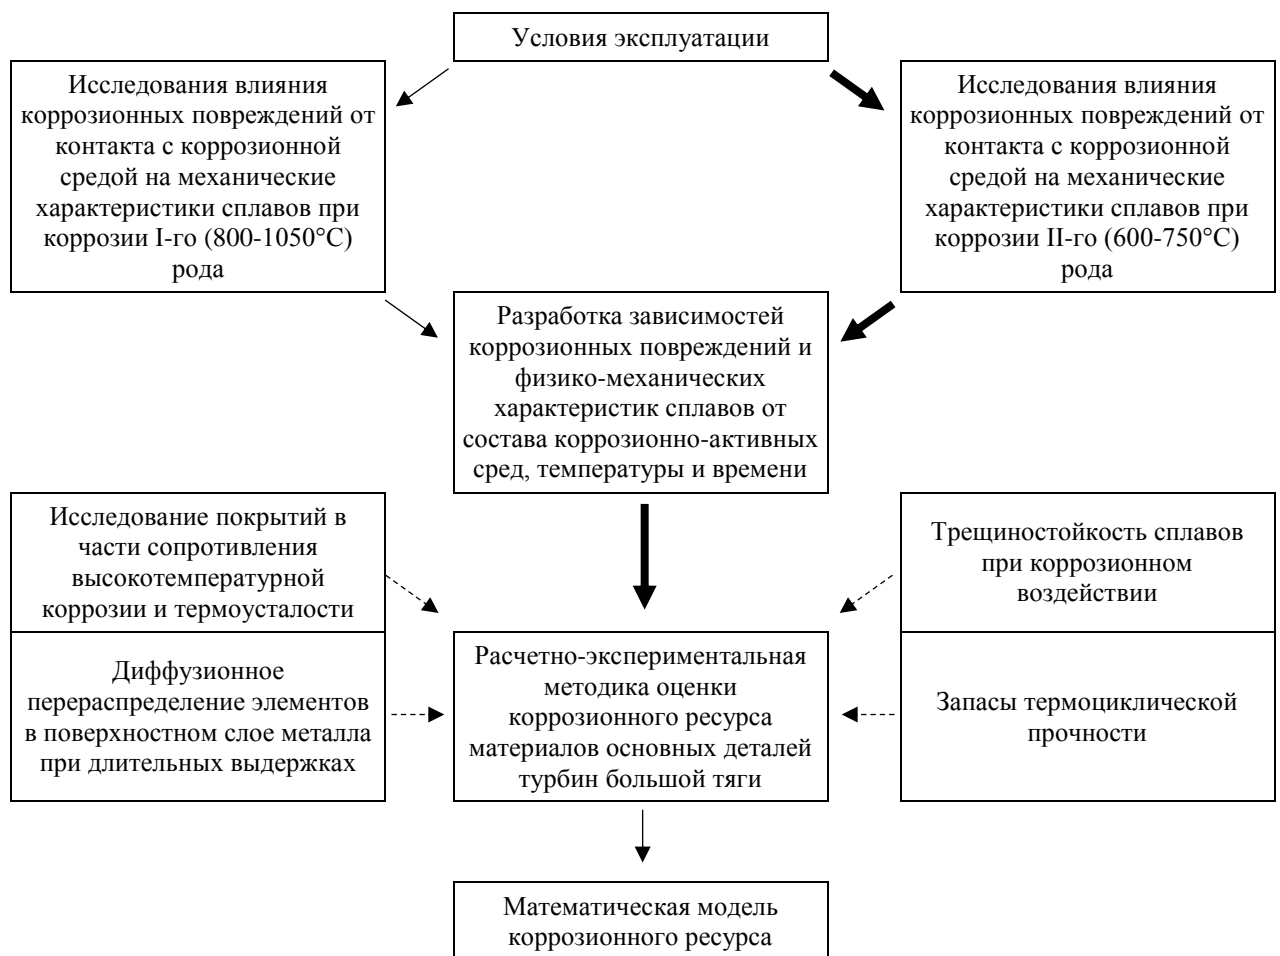 Условия эксплуатации
Исследования влияния
коррозионных повреждений от
контакта с коррозионной
средой на механические
характеристики сплавов при
коррозии I-го (800-1050°С)
рода
Исследования влияния
коррозионных повреждений от
контакта с коррозионной
средой на механические
характеристики сплавов при
коррозии II-го (600-750°С)
рода
Разработка зависимостей
коррозионных повреждений и
физико-механических
характеристик сплавов от
состава коррозионно-активных
сред, температуры и времени
Исследование покрытий в
части сопротивления
высокотемпературной
коррозии и термоусталости
Трещиностойкость сплавов
при коррозионном
воздействии
Диффузионное
перераспределение элементов
в поверхностном слое металла
при длительных выдержках
Расчетно-экспериментальная
методика оценки
коррозионного ресурса
материалов основных деталей
турбин большой тяги
Запасы термоциклической
прочности
Математическая модель
коррозионного ресурса